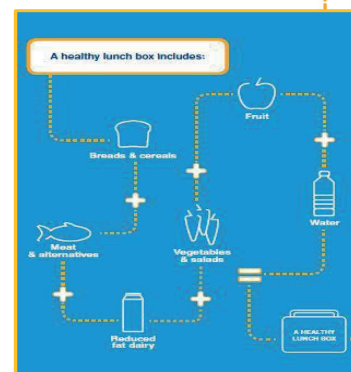 A healthy lunch box includes:
Breads & cereals
Meat
& alternatives
Reduced
fat dairy
Vegetables
& salads
Fruit
Water
A HEALTHY
LUNCH BOX